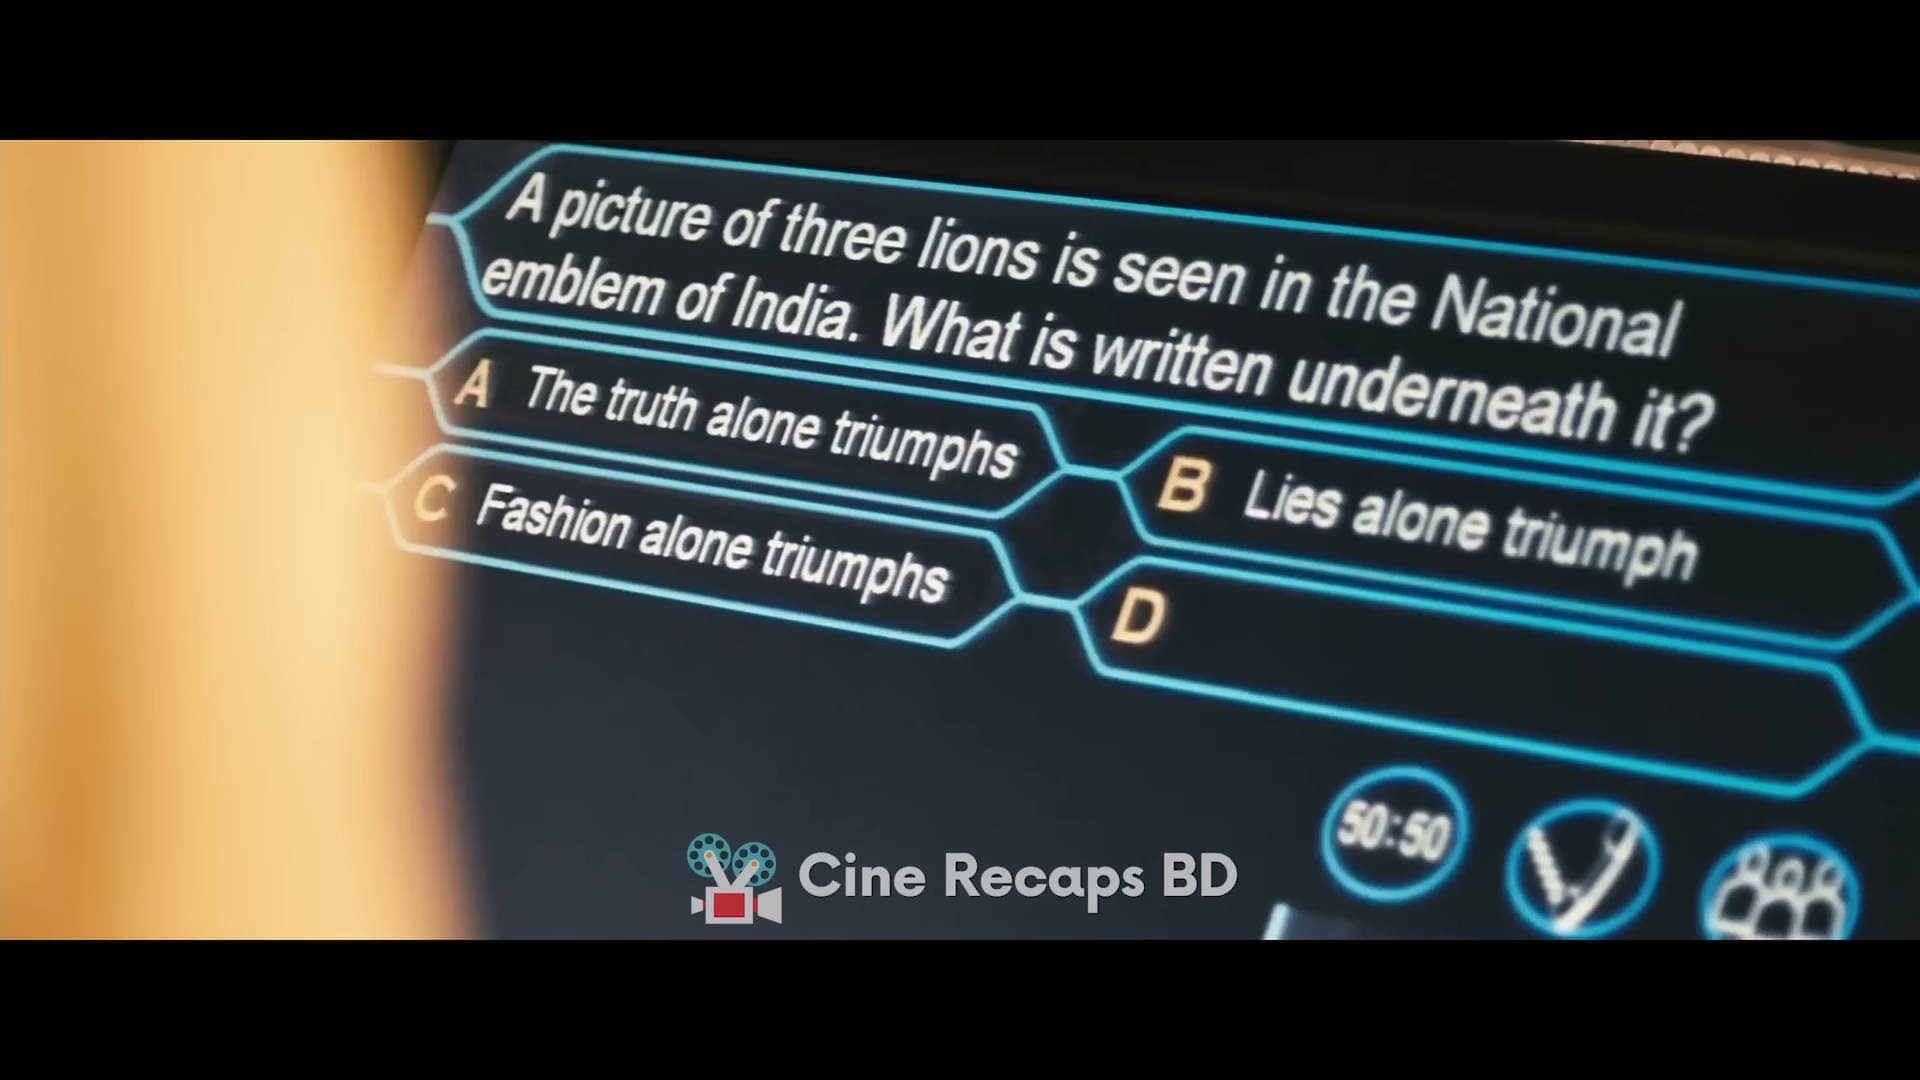 A picture of three lions is seen in the National
emblem of India. What is written underneath it?
A The truth alone triumphs
B Lies alone triumph
C Fashion alone triumphs
D
50:50
Cine Recaps BD